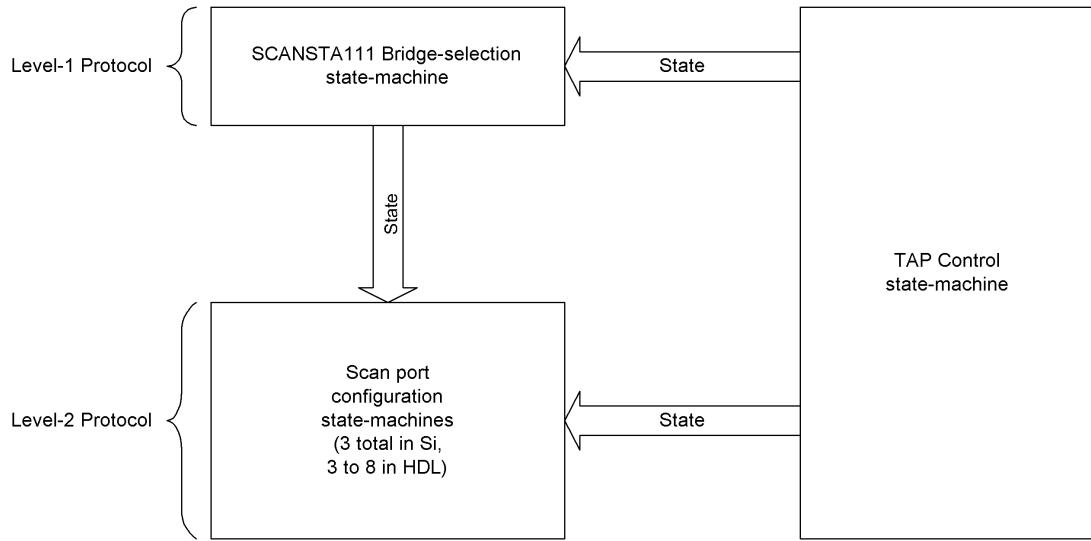 Level-1 Protocol
SCANSTA111 Bridge-selection
state-machine
State
State
TAP Control
state-machine
Level-2 Protocol
Scan port
configuration
state-machines
(3 total in Si,
3 to 8 in HDL)
State